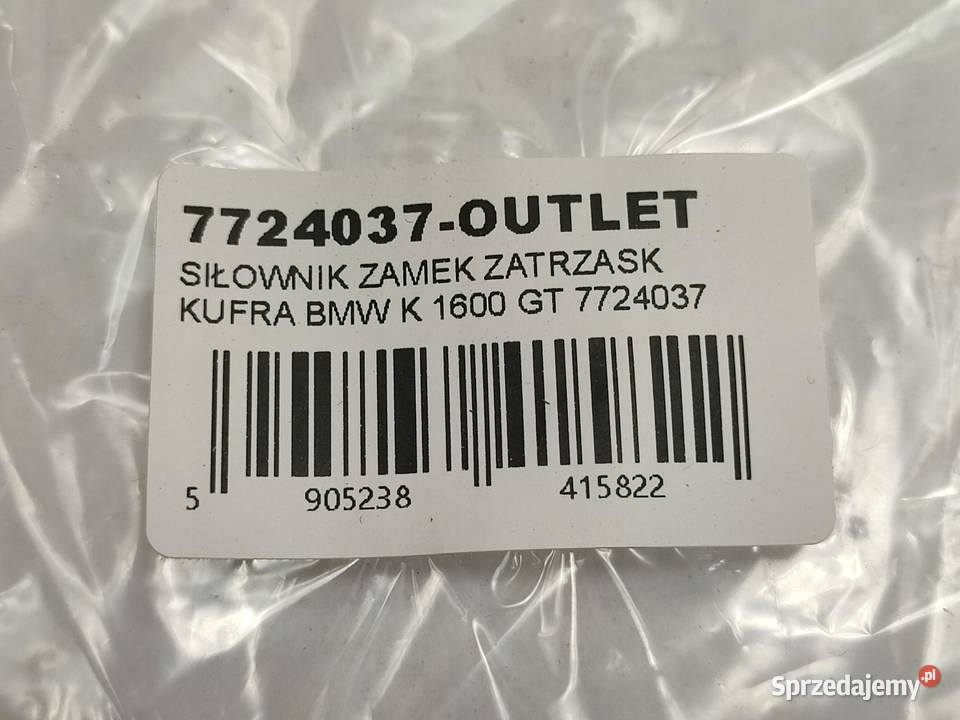 7724037-OUTLET
SIŁOWNIK ZAMEK ZATRZASK
KUFRA BMW K 1600 GT 7724037
5 905238 415822
Sprzedajemy.pl